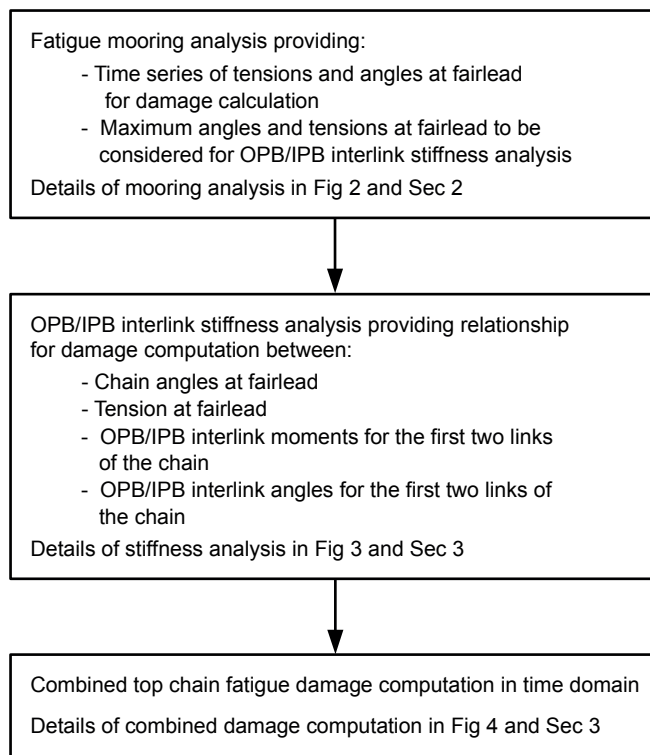 Fatigue mooring analysis providing:
- Time series of tensions and angles at fairlead
for damage calculation
- Maximum angles and tensions at fairlead to be
considered for OPB/IPB interlink stiffness analysis
Details of mooring analysis in Fig 2 and Sec 2
OPB/IPB interlink stiffness analysis providing relationship
for damage computation between:
- Chain angles at fairlead
- Tension at fairlead
- OPB/IPB interlink moments for the first two links
of the chain
- OPB/IPB interlink angles for the first two links of
the chain
Details of stiffness analysis in Fig 3 and Sec 3
Combined top chain fatigue damage computation in time domain
Details of combined damage computation in Fig 4 and Sec 3